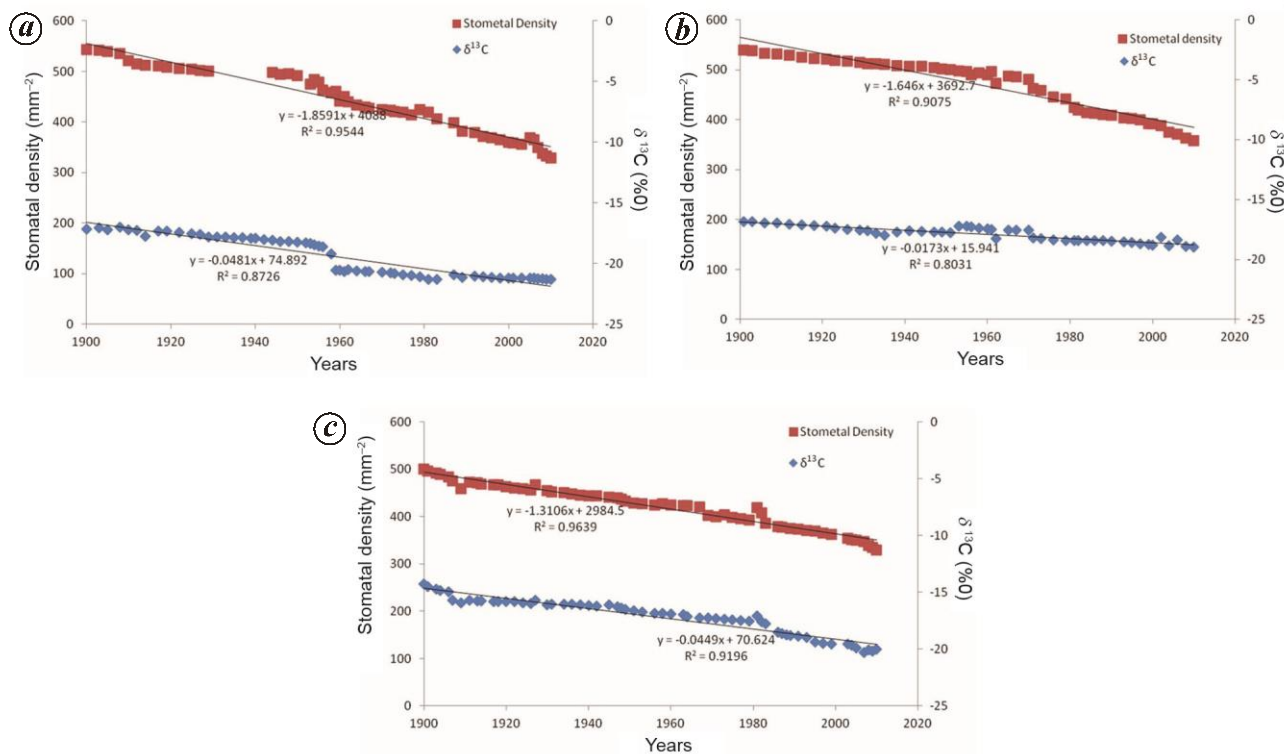 a
600
500
400
300
200
100
0
Stomatal density (mm⁻²)
Stometal Density
δ¹³C
y = -1.8591x + 4088
R² = 0.9544
y = -0.0481x + 74.892
R² = 0.8726
0
-5
-10
-15
-20
-25
δ ¹³C (%0)
1900 1920 1940 1960 1980 2000 2020
Years
b
600
500
400
300
200
100
0
Stomatal density (mm⁻²)
Stomatal density
δ¹³C
y = -1.646x + 3692.7
R² = 0.9075
y = -0.0173x + 15.941
R² = 0.8031
0
-5
-10
-15
-20
-25
δ ¹³C (%0)
1900 1920 1940 1960 1980 2000 2020
Years
c
600
500
400
300
200
100
0
Stomatal density (mm⁻²)
Stometal Density
δ¹³C
y = -1.3106x + 2984.5
R² = 0.9639
y = -0.0449x + 70.624
R² = 0.9196
0
-5
-10
-15
-20
-25
δ ¹³C (%0)
1900 1920 1940 1960 1980 2000 2020
Years